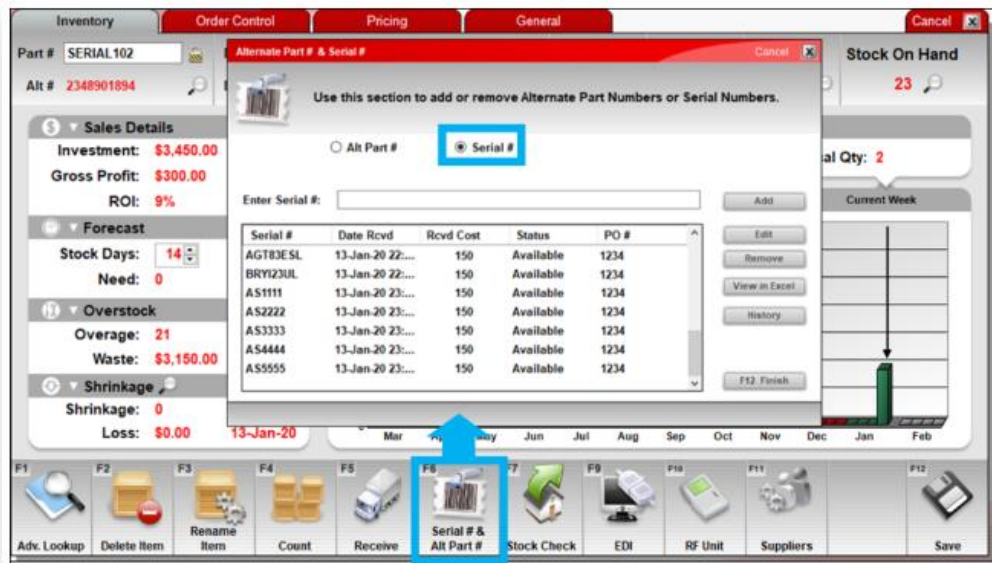 Inventory Order Control Pricing General Cancel
Part # SERIAL102
Alt # 2348901894
Stock On Hand
23
Alternate Part # & Serial # Cancel
Use this section to add or remove Alternate Part Numbers or Serial Numbers.
Alt Part # Serial #
Enter Serial #: Add
Serial # Date Rcvd Rcvd Cost Status PO #
AGT83ESL 13-Jan-20 22:... 150 Available 1234
BRYI23UL 13-Jan-20 22:... 150 Available 1234
AS1111 13-Jan-20 23:... 150 Available 1234
AS2222 13-Jan-20 23:... 150 Available 1234
AS3333 13-Jan-20 23:... 150 Available 1234
AS4444 13-Jan-20 23:... 150 Available 1234
AS5555 13-Jan-20 23:... 150 Available 1234
Edit
Remove
View in Excel
History
F12 Finish
Sales Details
Investment: $3,450.00
Gross Profit: $300.00
ROI: 9%
Forecast
Stock Days: 14
Need: 0
Overstock
Overage: 21
Waste: $3,150.00
Shrinkage
Shrinkage: 0
Loss: $0.00 13-Jan-20
Qty: 2
Current Week
Mar Jun Jul Aug Sep Oct Nov Dec Jan Feb
F1 Adv. Lookup
F2 Delete Item
F3 Rename Item
F4 Count
F5 Receive
F6 Serial # & Alt Part #
F7 Stock Check
F9 EDI
F10 RF Unit
F11 Suppliers
F12 Save